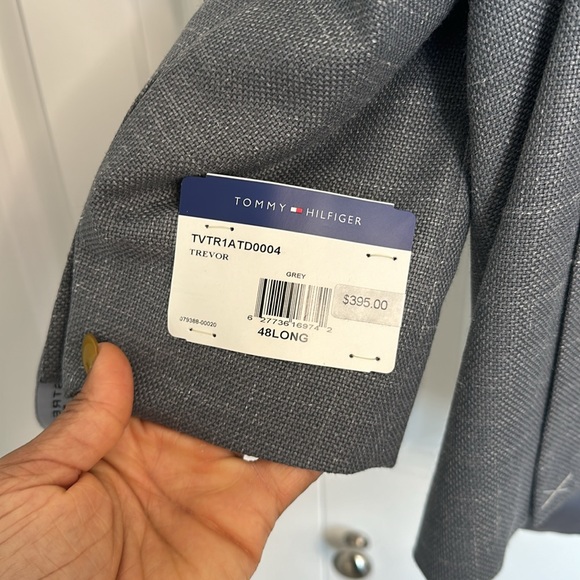 TOMMY HILFIGER
TVTR1ATD0004
TREVOR
GREY
$395.00
6 27736 16974 2
079388-00020
48LONG